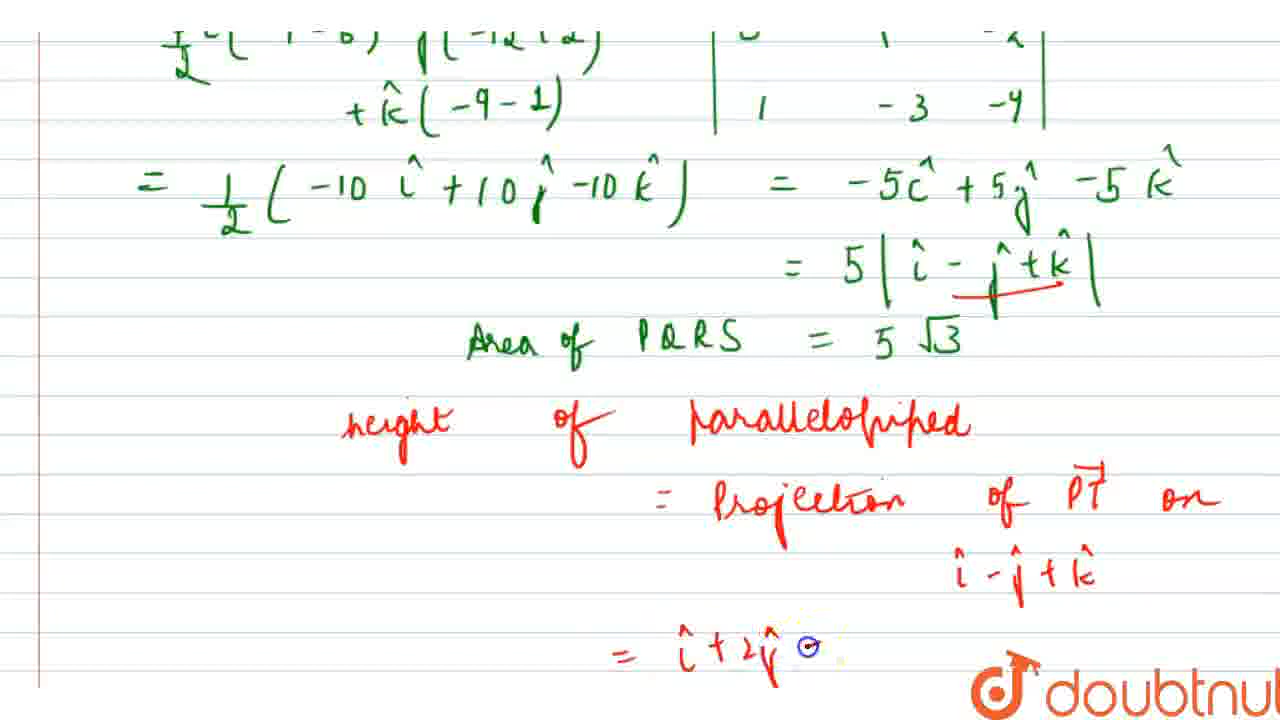 + k̂ ( -9 - 1 )
1 -3 -4
= 1/2 ( -10 î + 10 ĵ - 10 k̂ ) = -5î + 5ĵ - 5 k̂
= 5 | î - ĵ + k̂ |
Area of PQRS = 5 √3
height of parallelopiped
= Projection of PT⃗ on
î - ĵ + k̂
= î + 2ĵ
doubtnut